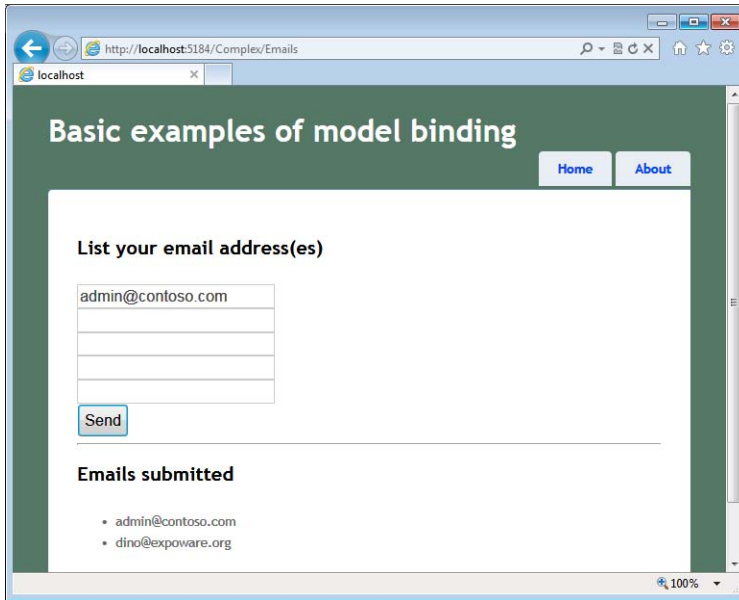 http://localhost:5184/Complex/Emails
localhost
Basic examples of model binding
Home
About
List your email address(es)
admin@contoso.com
Send
Emails submitted
• admin@contoso.com
• dino@expoware.org
100%